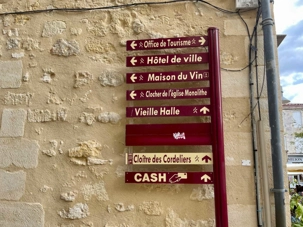 Office de Tourisme
Hôtel de ville
Maison du Vin
Clocher de l'église Monolithe
Vieille Halle
Cloître des Cordeliers
CASH